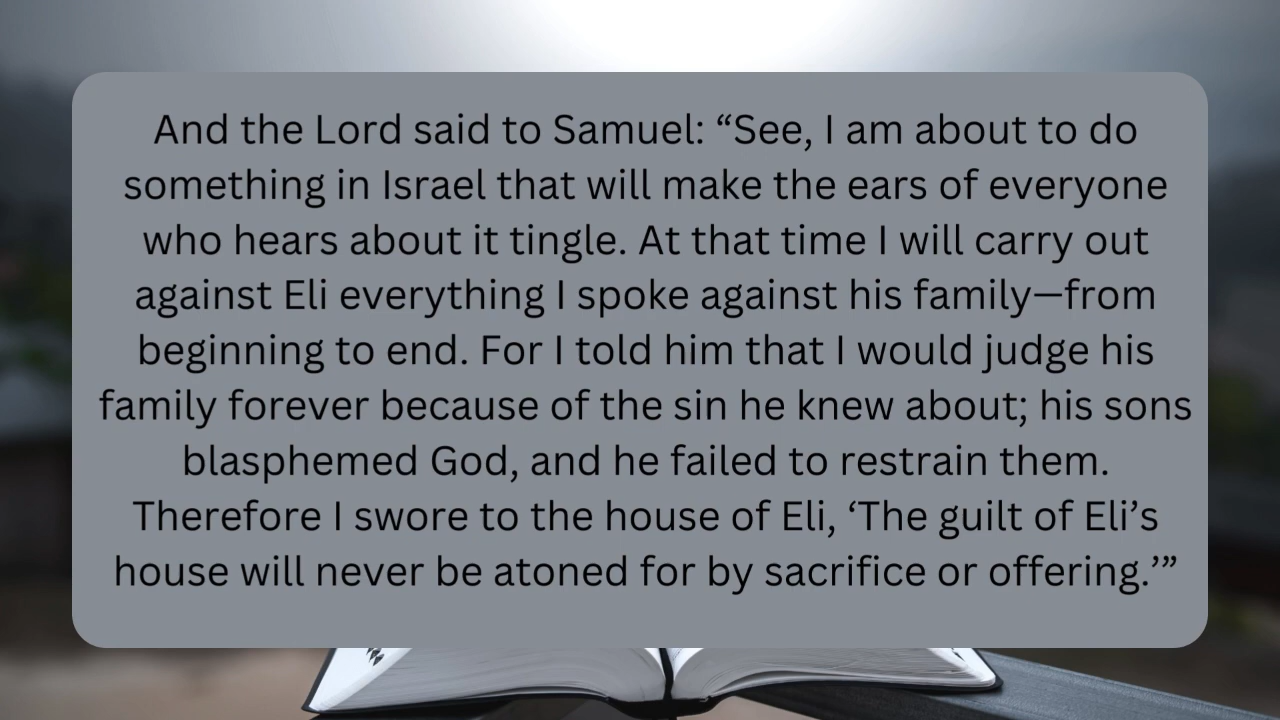 And the Lord said to Samuel: “See, I am about to do
something in Israel that will make the ears of everyone
who hears about it tingle. At that time I will carry out
against Eli everything I spoke against his family—from
beginning to end. For I told him that I would judge his
family forever because of the sin he knew about; his sons
blasphemed God, and he failed to restrain them.
Therefore I swore to the house of Eli, ‘The guilt of Eli’s
house will never be atoned for by sacrifice or offering.’”